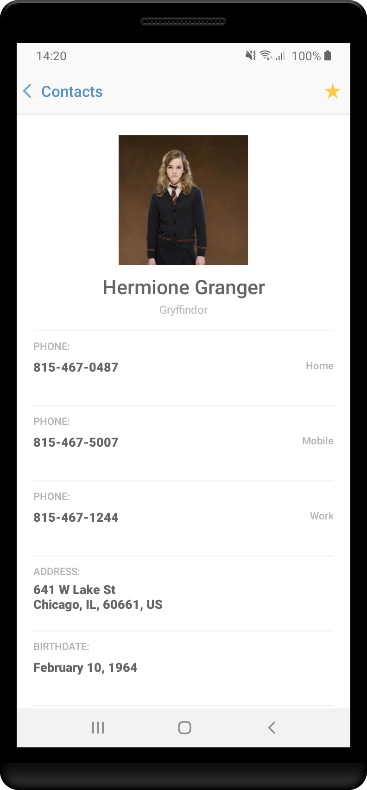 14:20
100%
Contacts
Hermione Granger
Gryffindor
PHONE:
815-467-0487
Home
PHONE:
815-467-5007
Mobile
PHONE:
815-467-1244
Work
ADDRESS:
641 W Lake St
Chicago, IL, 60661, US
BIRTHDATE:
February 10, 1964